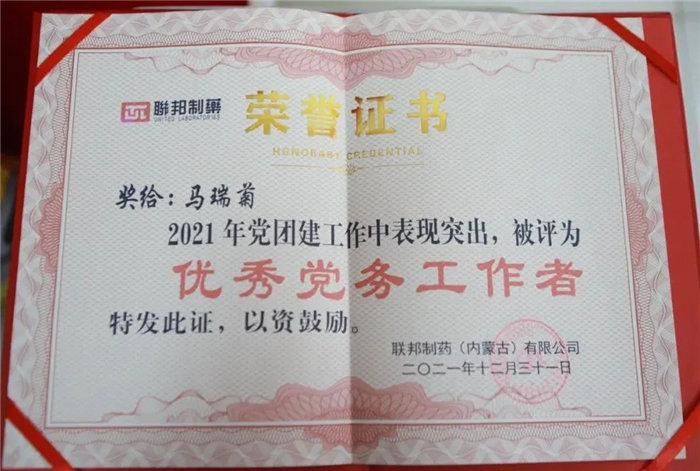 聯邦制藥
UNITED LABORATORIES
荣誉证书
HONORARY CREDENTIAL
奖给：马瑞菊
2021年党团建工作中表现突出，被评为
优秀党务工作者
特发此证，以资鼓励。
联邦制药（内蒙古）有限公司
二〇二一年十二月三十一日